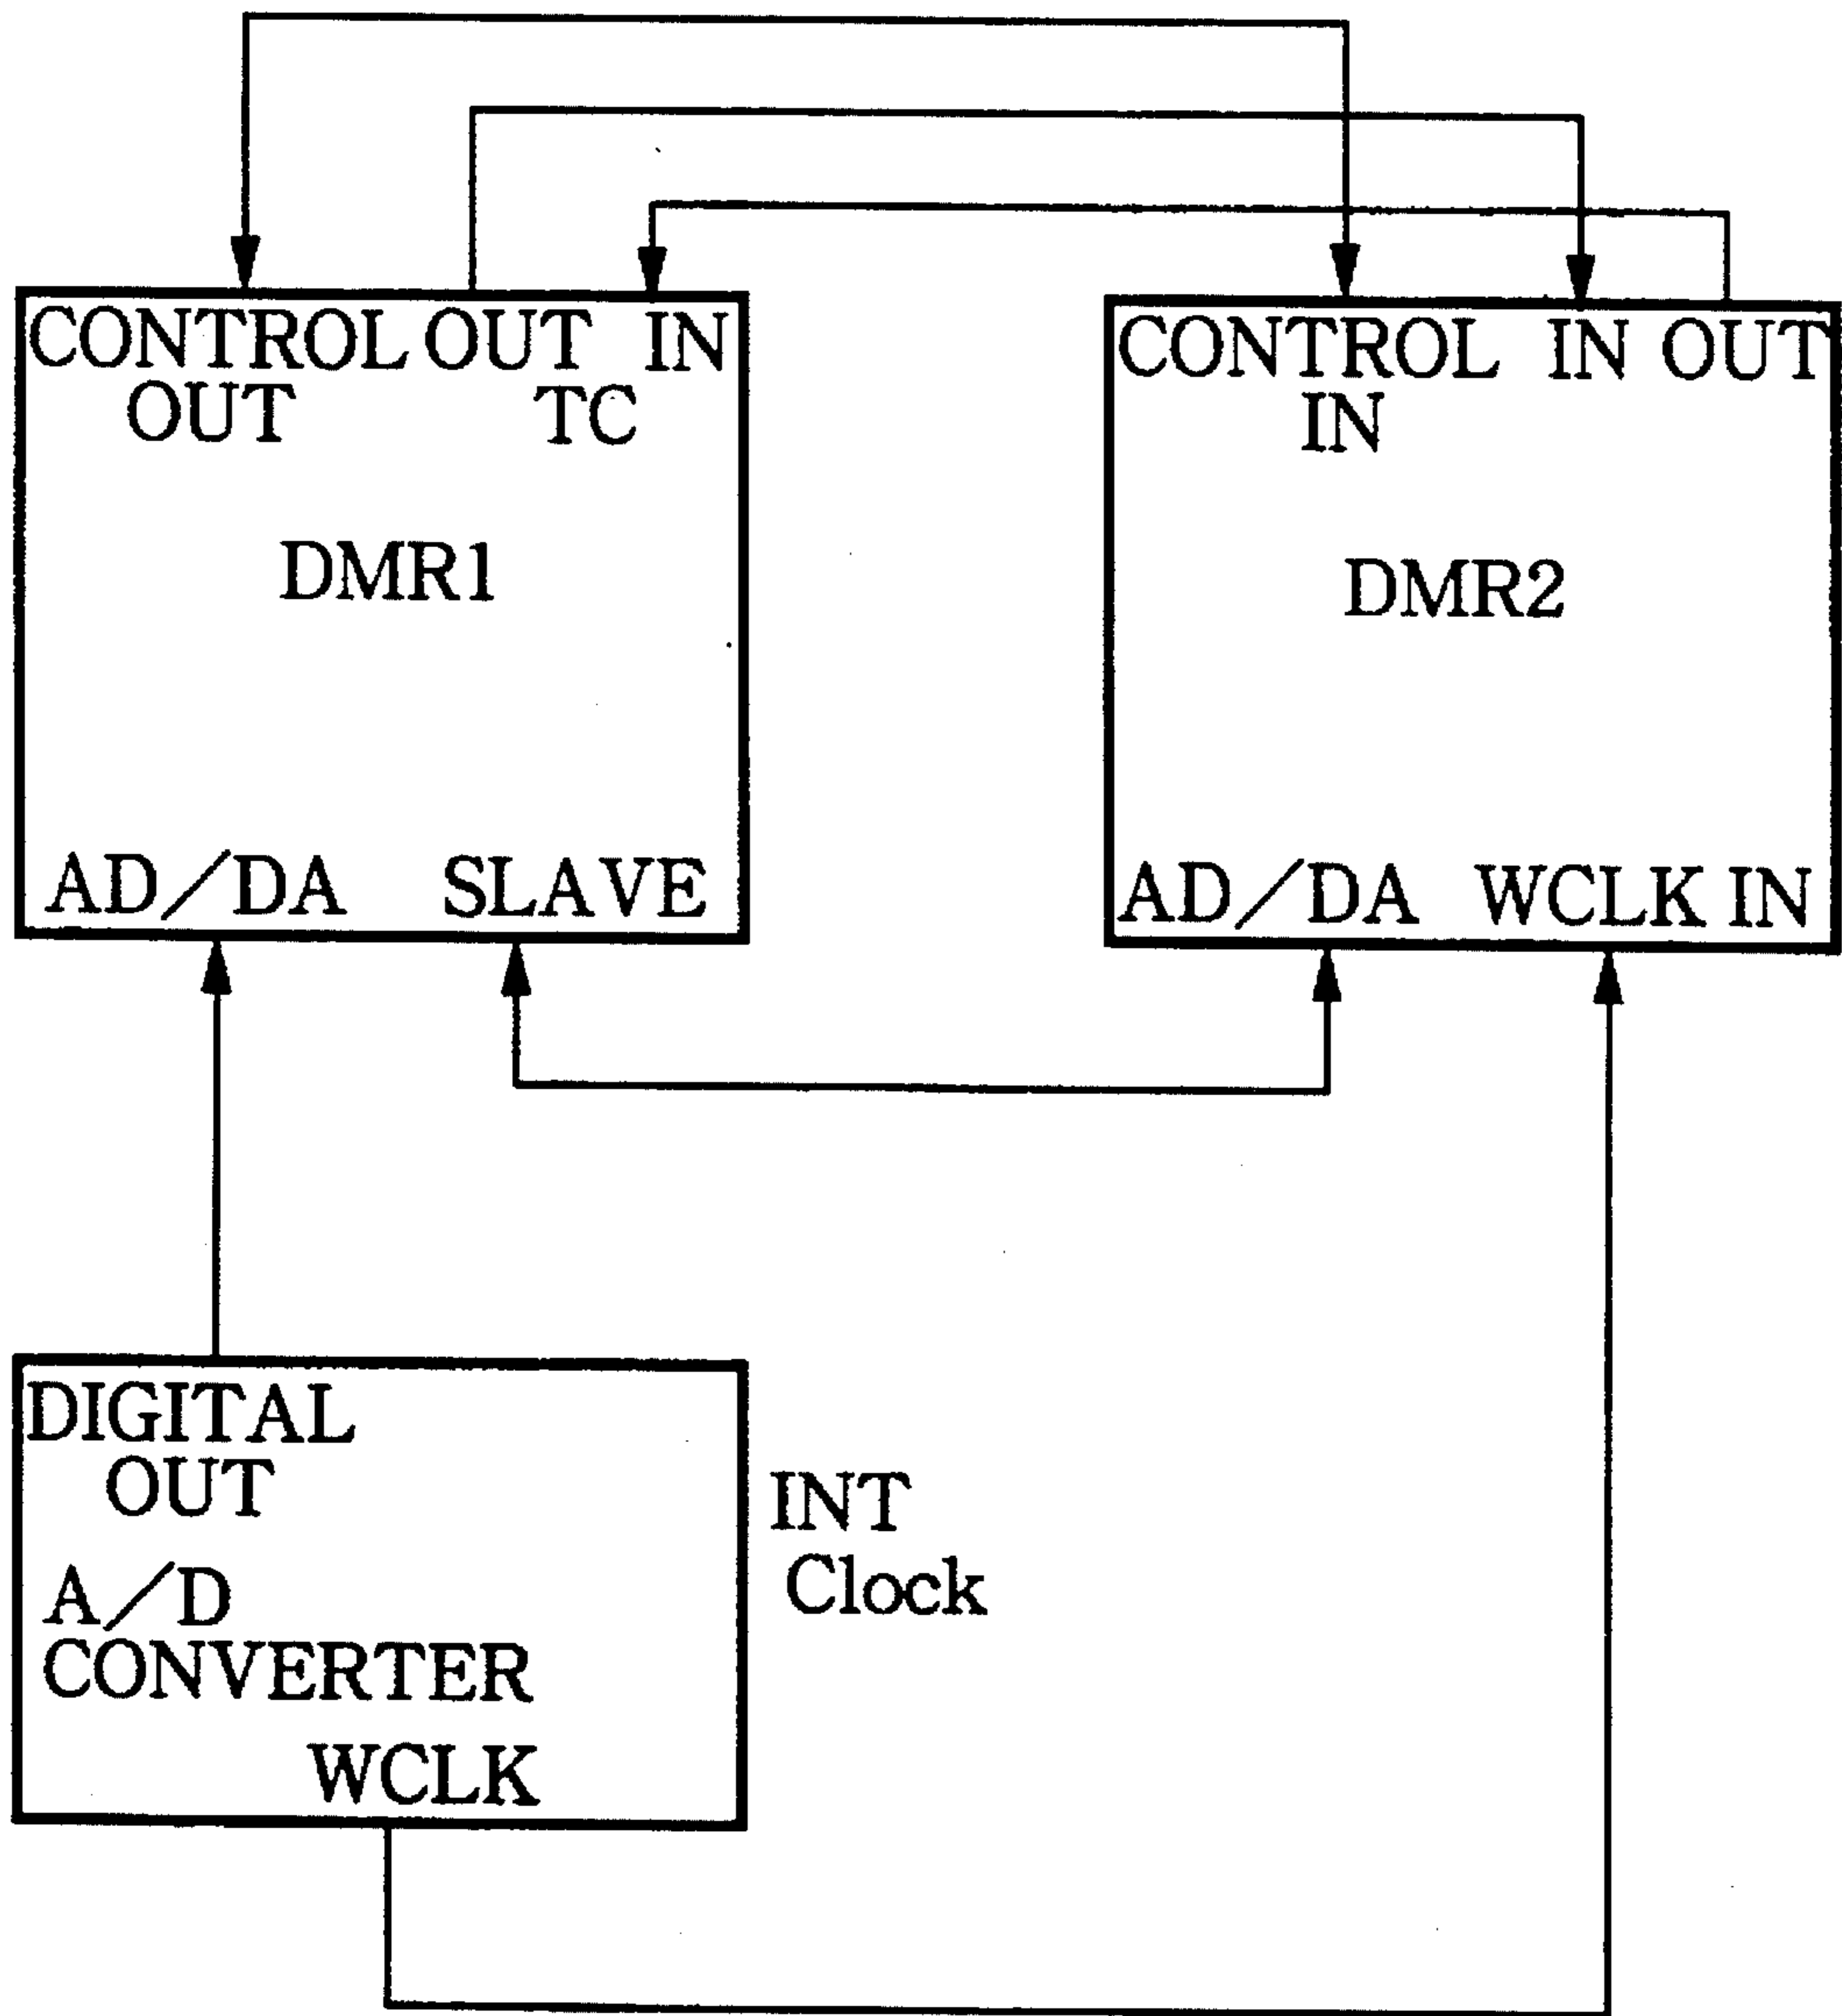 CONTROL OUT IN
OUT TC
DMR1
AD/DA SLAVE
CONTROL IN OUT
IN
DMR2
AD/DA WCLK IN
DIGITAL
OUT
A/D
CONVERTER
WCLK
INT
Clock